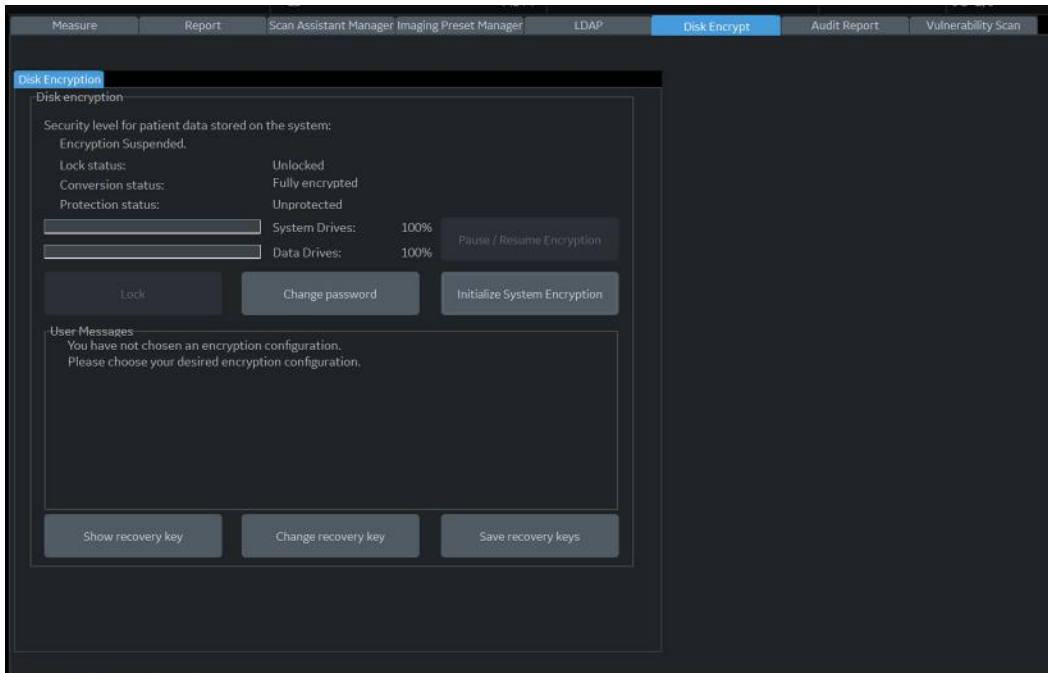 Measure Report Scan Assistant Manager Imaging Preset Manager LDAP Disk Encrypt Audit Report Vulnerability Scan
Disk Encryption
Disk encryption
Security level for patient data stored on the system:
Encryption Suspended.
Lock status: Unlocked
Conversion status: Fully encrypted
Protection status: Unprotected
System Drives: 100%
Pause / Resume Encryption
Data Drives: 100%
Lock Change password Initialize System Encryption
User Messages
You have not chosen an encryption configuration.
Please choose your desired encryption configuration.
Show recovery key Change recovery key Save recovery keys